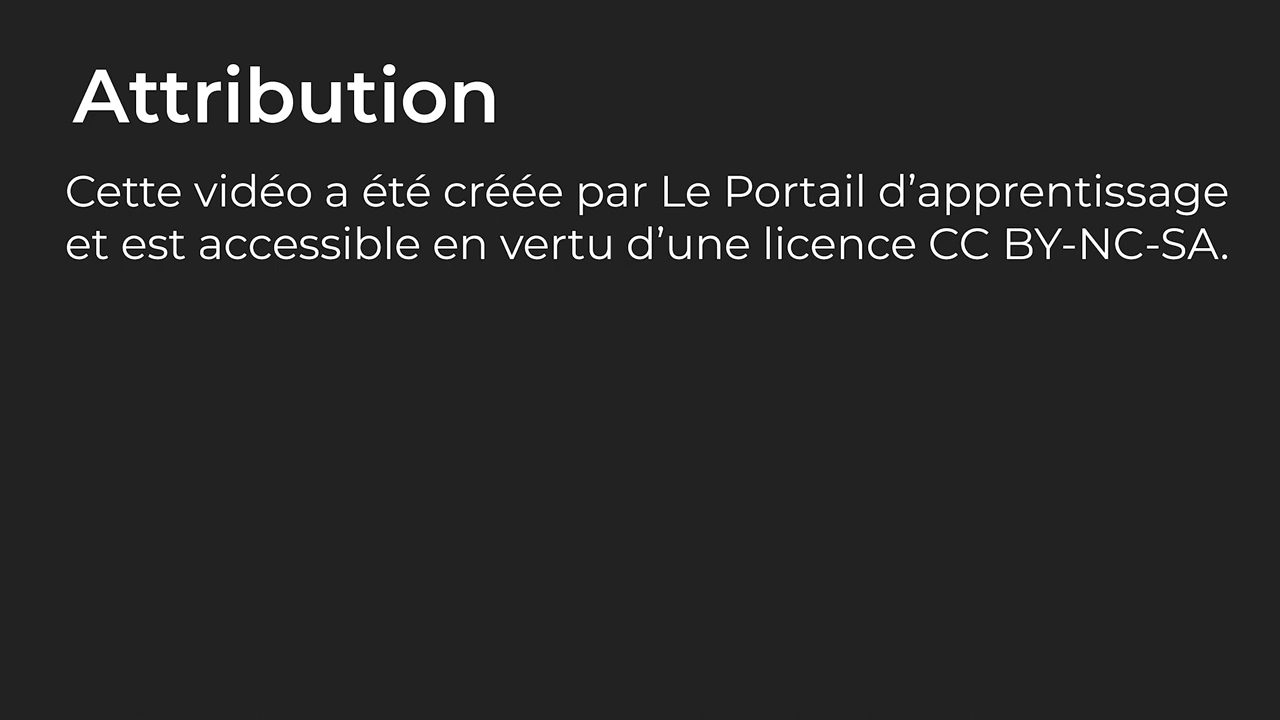 Attribution
Cette vidéo a été créée par Le Portail d’apprentissage
et est accessible en vertu d’une licence CC BY-NC-SA.